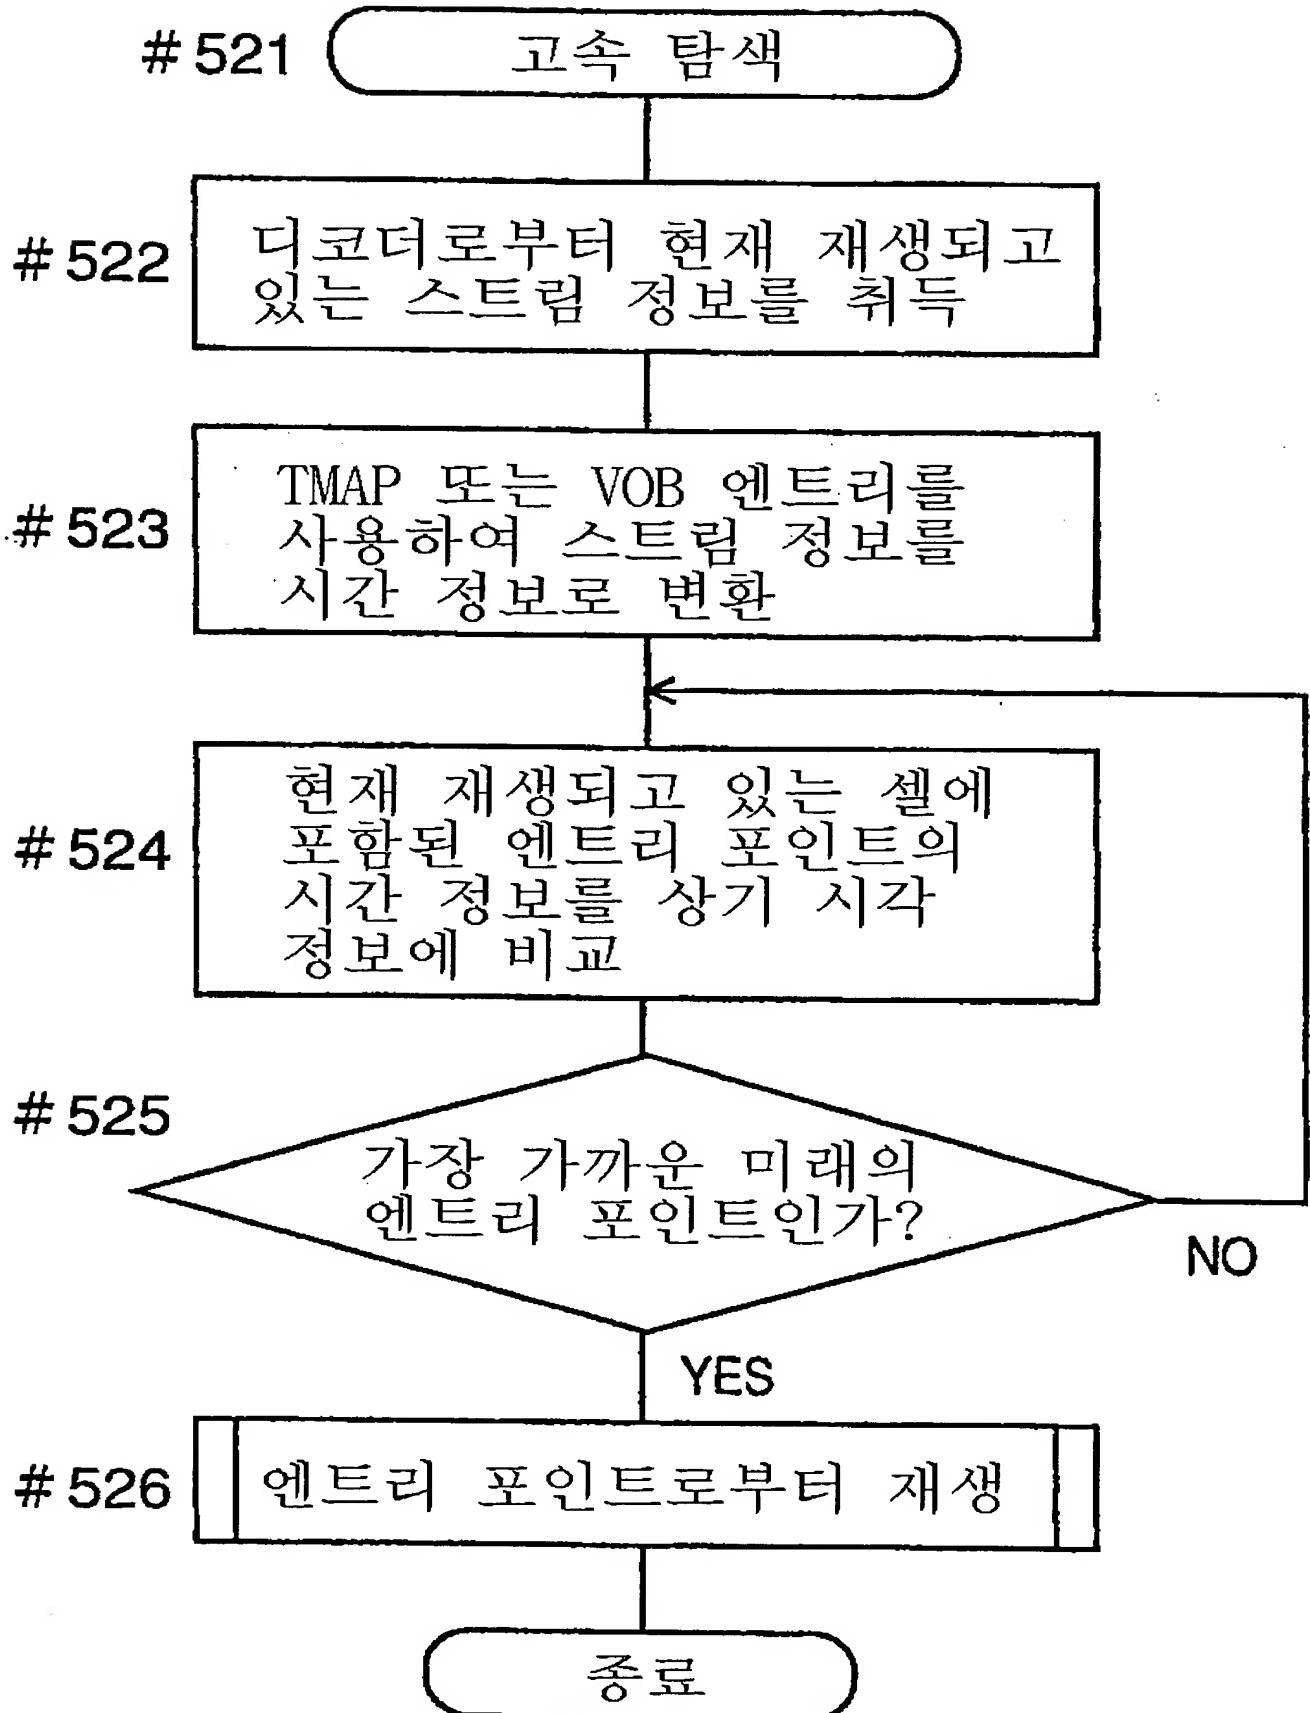 #521 고속 탐색
#522
디코더로부터 현재 재생되고
있는 스트림 정보를 취득
#523
TMAP 또는 VOB 엔트리를
사용하여 스트림 정보를
시간 정보로 변환
#524
현재 재생되고 있는 셀에
포함된 엔트리 포인트의
시간 정보를 상기 시각
정보에 비교
#525
가장 가까운 미래의
엔트리 포인트인가?
NO
YES
#526 엔트리 포인트로부터 재생
종료